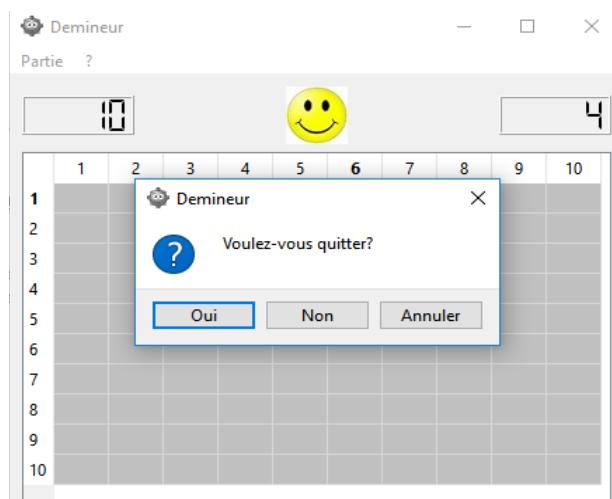 Demineur
Partie ?
10 4
1 2 3 4 5 6 7 8 9 10
1
2
3
4
5
6
7
8
9
10
Demineur
?
Voulez-vous quitter?
Oui Non Annuler